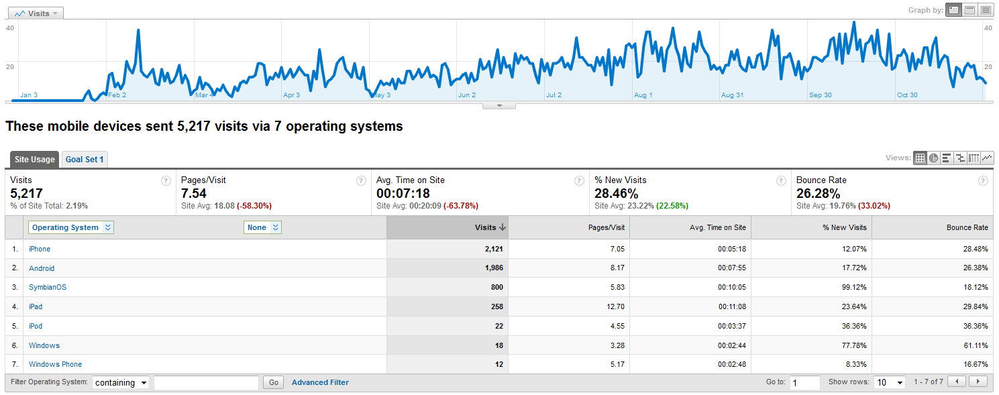 Visits
Graph by:
40 40
20 20
Jan 3 Feb 2 Mar 4 Apr 3 May 3 Jun 2 Jul 2 Aug 1 Aug 31 Sep 30 Oct 30
These mobile devices sent 5,217 visits via 7 operating systems
Site Usage Goal Set 1 Views:
Visits ? Pages/Visit ? Avg. Time on Site ? % New Visits ? Bounce Rate ?
5,217 7.54 00:07:18 28.46% 26.28%
% of Site Total: 2.19% Site Avg: 18.08 (-58.30%) Site Avg: 00:20:09 (-63.78%) Site Avg: 23.22% (22.58%) Site Avg: 19.76% (33.02%)
Operating System None Visits Pages/Visit Avg. Time on Site % New Visits Bounce Rate
1. iPhone 2,121 7.05 00:05:18 12.07% 28.48%
2. Android 1,986 8.17 00:07:55 17.72% 26.38%
3. SymbianOS 800 5.83 00:10:05 99.12% 18.12%
4. iPad 258 12.70 00:11:08 23.64% 29.84%
5. iPod 22 4.55 00:03:37 36.36% 36.36%
6. Windows 18 3.28 00:02:44 77.78% 61.11%
7. Windows Phone 12 5.17 00:02:48 8.33% 16.67%
Filter Operating System: containing Go Advanced Filter Go to: 1 Show rows: 10 1 - 7 of 7